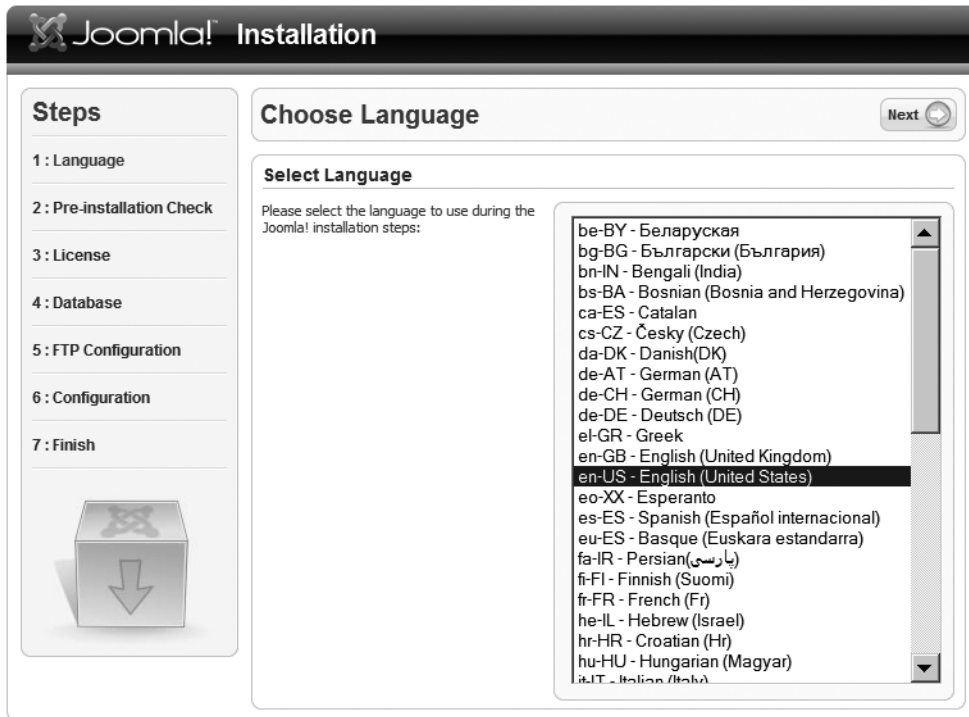 Joomla! Installation
Steps
1 : Language
2 : Pre-installation Check
3 : License
4 : Database
5 : FTP Configuration
6 : Configuration
7 : Finish
Choose Language
Next
Select Language
Please select the language to use during the
Joomla! installation steps:
be-BY - Беларуская
bg-BG - Български (България)
bn-IN - Bengali (India)
bs-BA - Bosnian (Bosnia and Herzegovina)
ca-ES - Catalan
cs-CZ - Česky (Czech)
da-DK - Danish(DK)
de-AT - German (AT)
de-CH - German (CH)
de-DE - Deutsch (DE)
el-GR - Greek
en-GB - English (United Kingdom)
en-US - English (United States)
eo-XX - Esperanto
es-ES - Spanish (Español internacional)
eu-ES - Basque (Euskara estandarra)
fa-IR - Persian(پارسی)
fi-FI - Finnish (Suomi)
fr-FR - French (Fr)
he-IL - Hebrew (Israel)
hr-HR - Croatian (Hr)
hu-HU - Hungarian (Magyar)
it-IT - Italian (Italy)